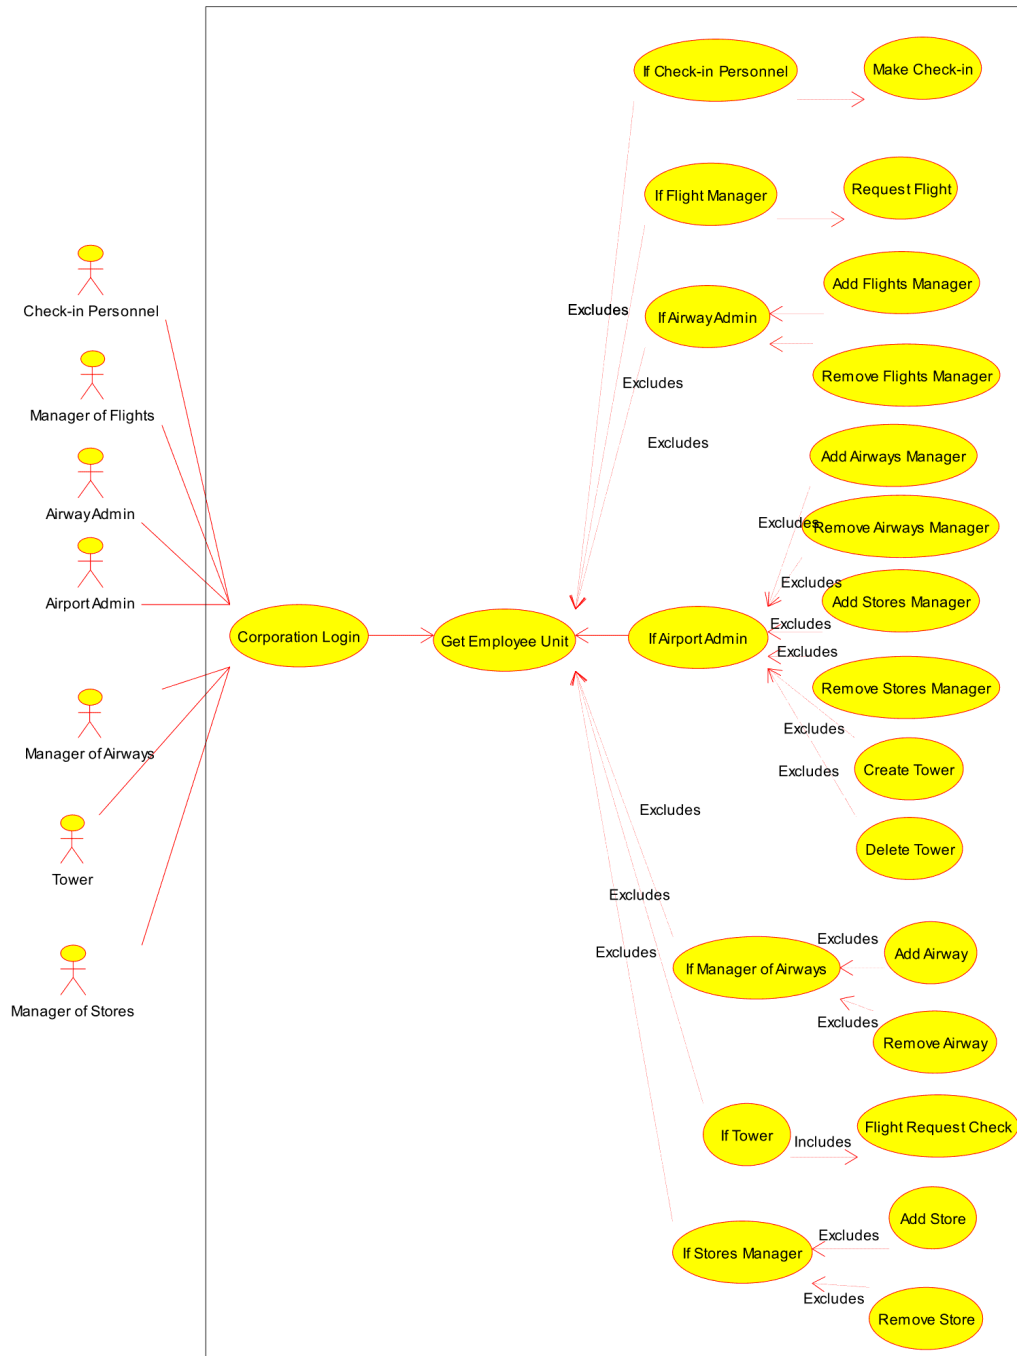 If Check-in Personnel
Make Check-in
If Flight Manager
Request Flight
Add Flights Manager
Check-in Personnel
Excludes
If AirwayAdmin
Remove Flights Manager
Excludes
Manager of Flights
Excludes
Add Airways Manager
AirwayAdmin
Excludes
Remove Airways Manager
Excludes
Airport Admin
Add Stores Manager
Excludes
Corporation Login
Get Employee Unit
If Airport Admin
Excludes
Remove Stores Manager
Excludes
Manager of Airways
Create Tower
Excludes
Excludes
Delete Tower
Tower
Excludes
Excludes
Excludes
Add Airway
If Manager of Airways
Manager of Stores
Excludes
Remove Airway
Flight Request Check
If Tower
Includes
Add Store
Excludes
If Stores Manager
Excludes
Remove Store